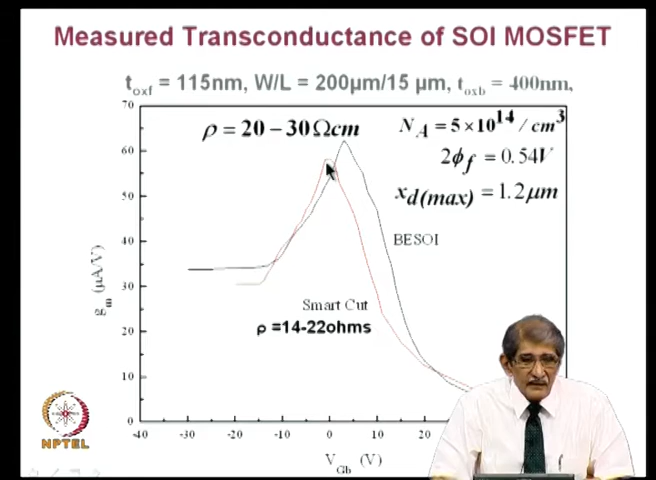 Measured Transconductance of SOI MOSFET
t_oxf = 115nm, W/L = 200μm/15 μm, t_oxb = 400nm,
ρ = 20 – 30 Ωcm
N_A = 5×10^14 / cm^3
2ϕ_f = 0.54V
x_d(max) = 1.2μm
BESOI
Smart Cut
ρ =14-22ohms
g_m (μA/V)
70
60
50
40
30
20
10
0
-40 -30 -20 -10 0 10 20
V_Gb (V)
NPTEL